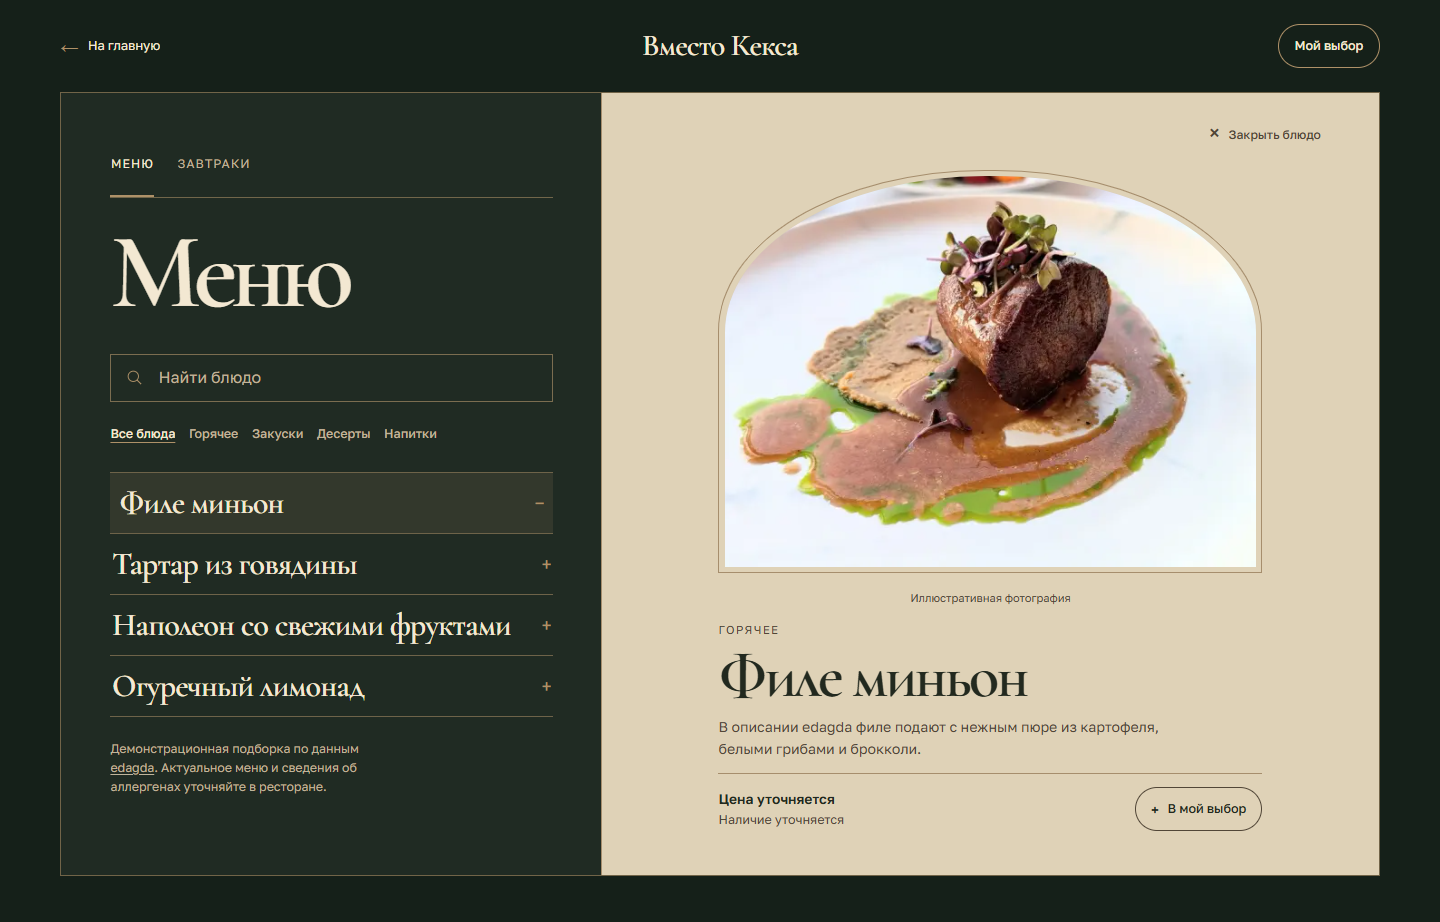 ← На главную
Вместо Кекса
Мой выбор
МЕНЮ
ЗАВТРАКИ
Меню
Найти блюдо
Все блюда
Горячее
Закуски
Десерты
Напитки
Филе миньон −
Тартар из говядины +
Наполеон со свежими фруктами +
Огуречный лимонад +
Демонстрационная подборка по данным
edagda. Актуальное меню и сведения об
аллергенах уточняйте в ресторане.
✕ Закрыть блюдо
Иллюстративная фотография
ГОРЯЧЕЕ
Филе миньон
В описании edagda филе подают с нежным пюре из картофеля,
белыми грибами и брокколи.
Цена уточняется
Наличие уточняется
+ В мой выбор